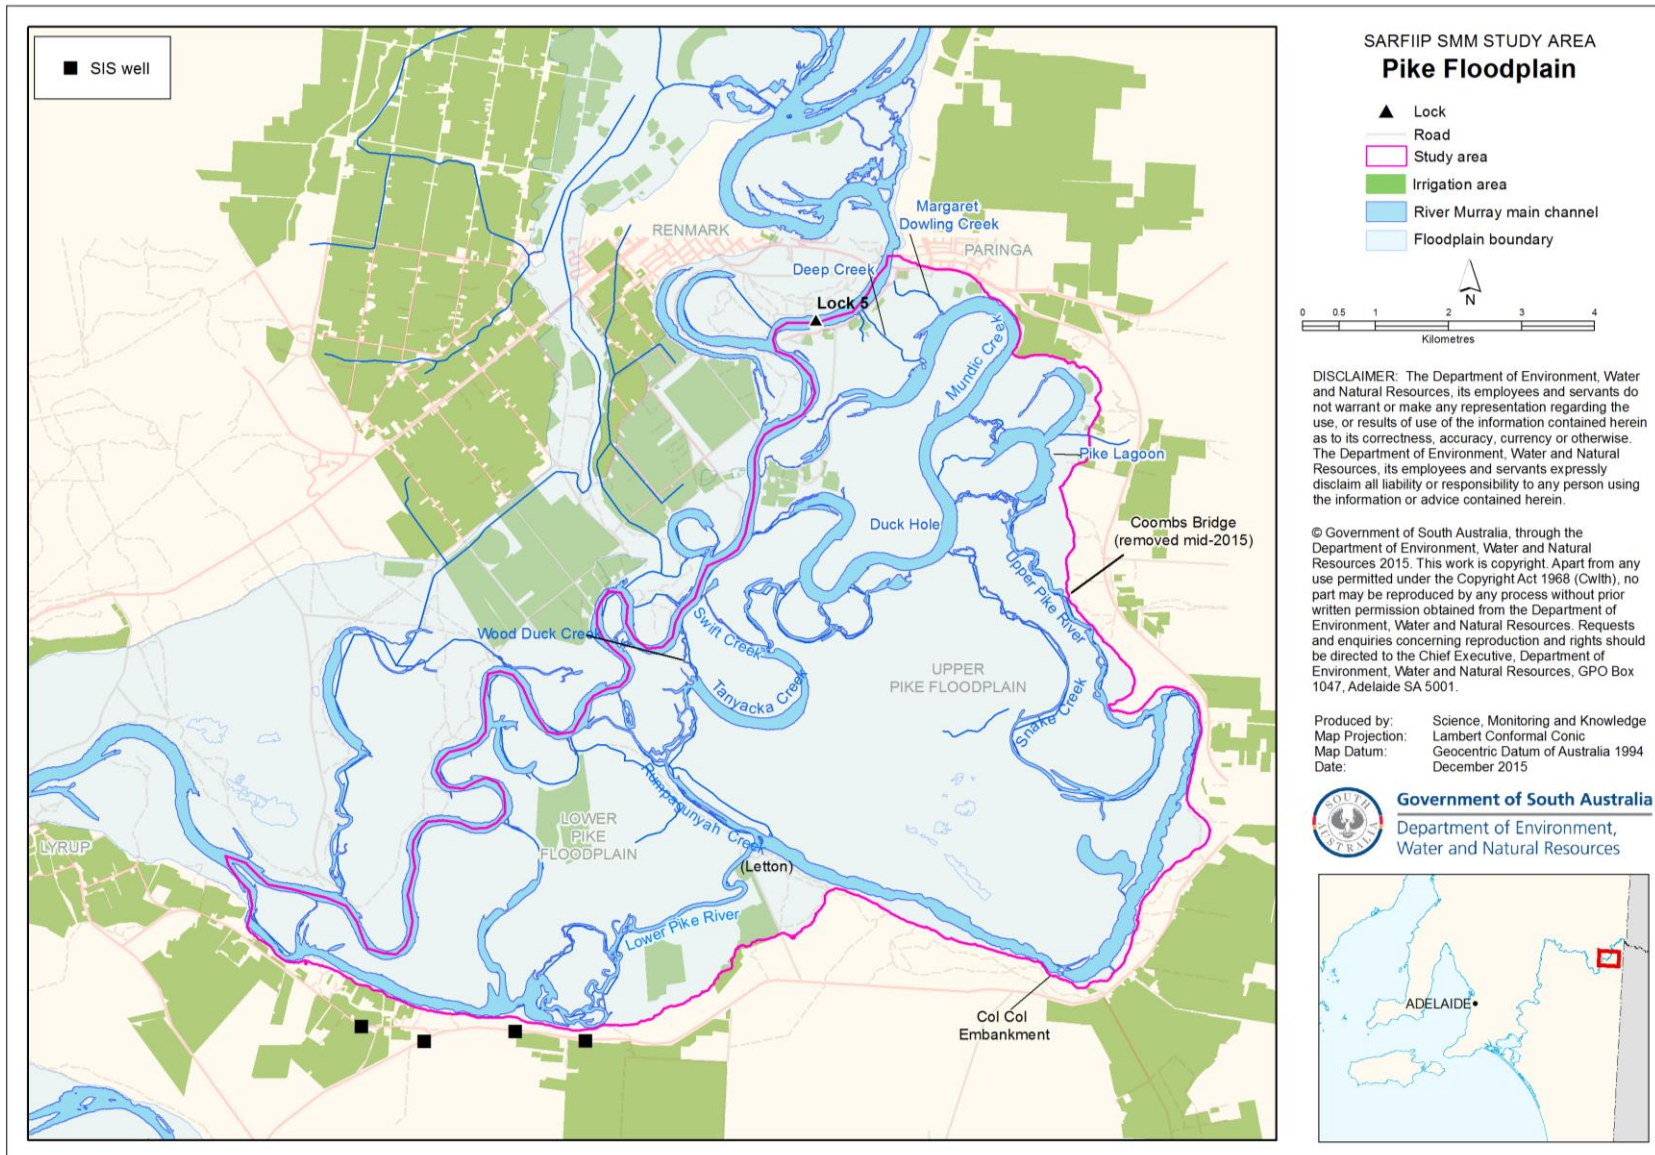 SIS well
SARFIIP SMM STUDY AREA
Pike Floodplain
Lock
Road
Study area
Irrigation area
River Murray main channel
Floodplain boundary
N
0 0.5 1 2 3 4
Kilometres
DISCLAIMER: The Department of Environment, Water
and Natural Resources, its employees and servants do
not warrant or make any representation regarding the
use, or results of use of the information contained herein
as to its correctness, accuracy, currency or otherwise.
The Department of Environment, Water and Natural
Resources, its employees and servants expressly
disclaim all liability or responsibility to any person using
the information or advice contained herein.
© Government of South Australia, through the
Department of Environment, Water and Natural
Resources 2015. This work is copyright. Apart from any
use permitted under the Copyright Act 1968 (Cwlth), no
part may be reproduced by any process without prior
written permission obtained from the Department of
Environment, Water and Natural Resources. Requests
and enquiries concerning reproduction and rights should
be directed to the Chief Executive, Department of
Environment, Water and Natural Resources, GPO Box
1047, Adelaide SA 5001.
Produced by: Science, Monitoring and Knowledge
Map Projection: Lambert Conformal Conic
Map Datum: Geocentric Datum of Australia 1994
Date: December 2015
SOUTH
AUSTRALIA
Government of South Australia
Department of Environment,
Water and Natural Resources
ADELAIDE
RENMARK
Margaret
Dowling Creek
PARINGA
Deep Creek
Lock 5
Mundic Creek
Pike Lagoon
Duck Hole
Coombs Bridge
(removed mid-2015)
Upper Pike River
Wood Duck Creek
Swift Creek
Tanyacka Creek
UPPER
PIKE FLOODPLAIN
Snake Creek
Rumpagunyah Creek
LOWER
PIKE
FLOODPLAIN
(Letton)
LYRUP
Lower Pike River
Col Col
Embankment